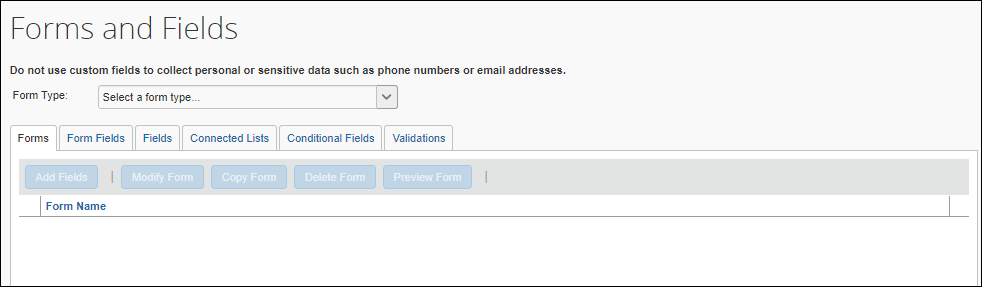 Forms and Fields
Do not use custom fields to collect personal or sensitive data such as phone numbers or email addresses.
Form Type: Select a form type...
Forms Form Fields Fields Connected Lists Conditional Fields Validations
Add Fields | Modify Form Copy Form Delete Form Preview Form |
Form Name